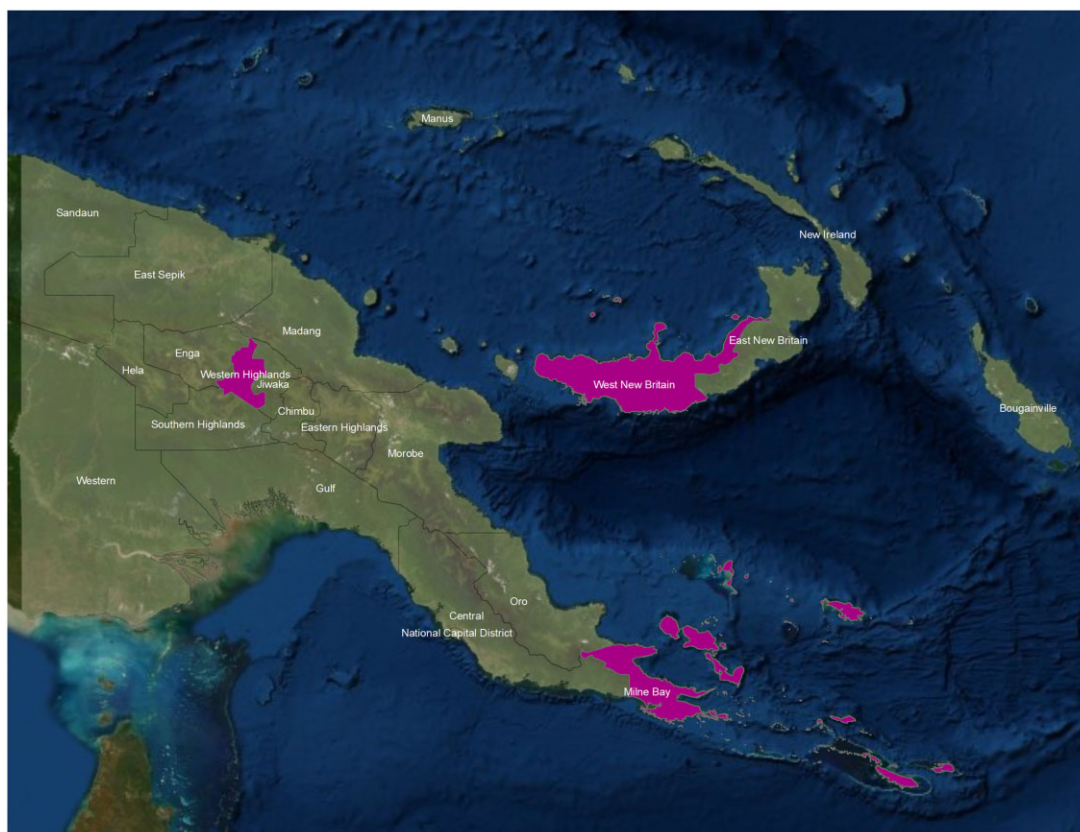 Manus
Sandaun
New Ireland
East Sepik
Madang
East New Britain
Enga
Hela
Western Highlands
Jiwaka
West New Britain
Chimbu
Bougainville
Southern Highlands
Eastern Highlands
Morobe
Western
Gulf
Oro
Central
National Capital District
Milne Bay